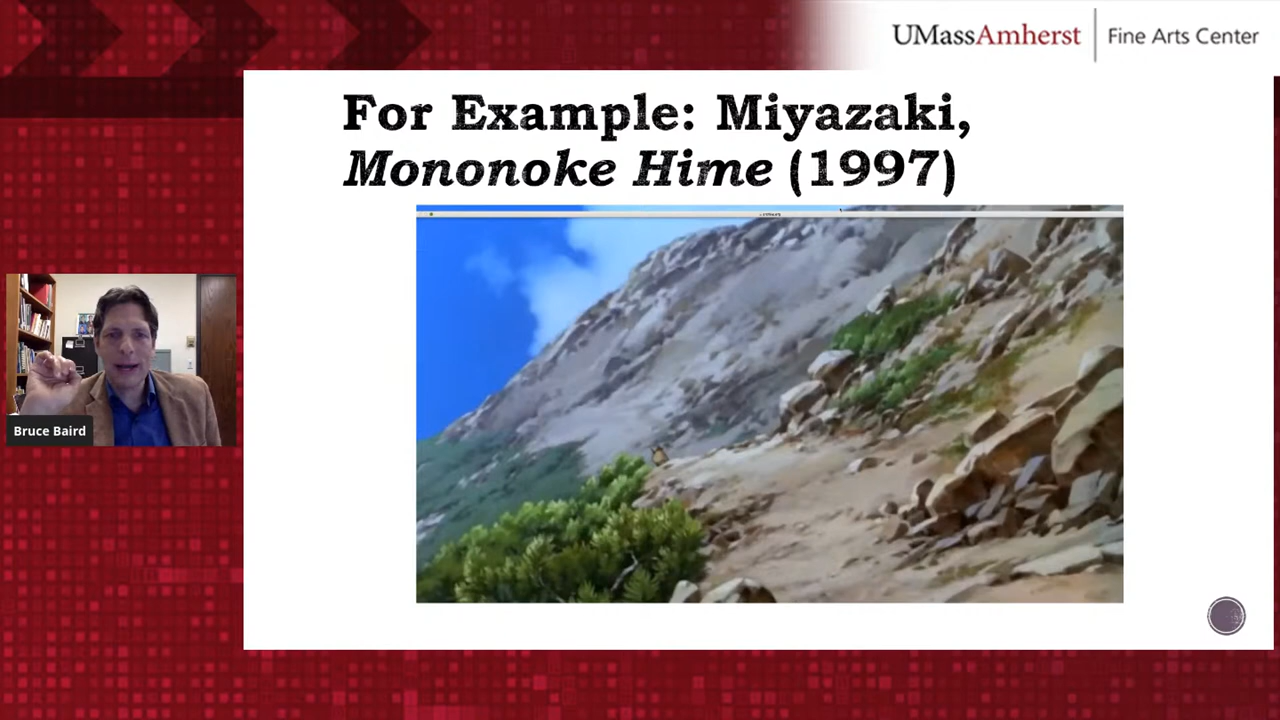 UMassAmherst | Fine Arts Center
For Example: Miyazaki,
Mononoke Hime (1997)
Bruce Baird